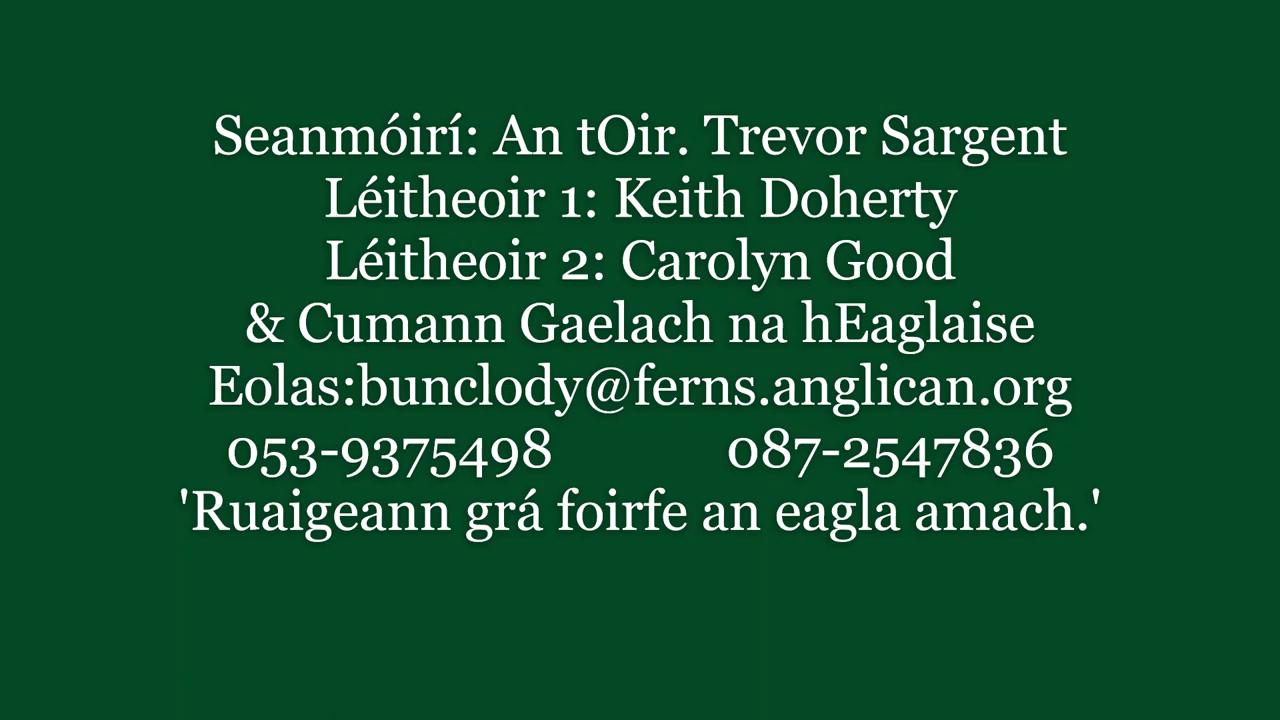 Seanmóirí: An tOir. Trevor Sargent
Léitheoir 1: Keith Doherty
Léitheoir 2: Carolyn Good
& Cumann Gaelach na hEaglaise
Eolas:bunclody@ferns.anglican.org
053-9375498 087-2547836
'Ruaigeann grá foirfe an eagla amach.'